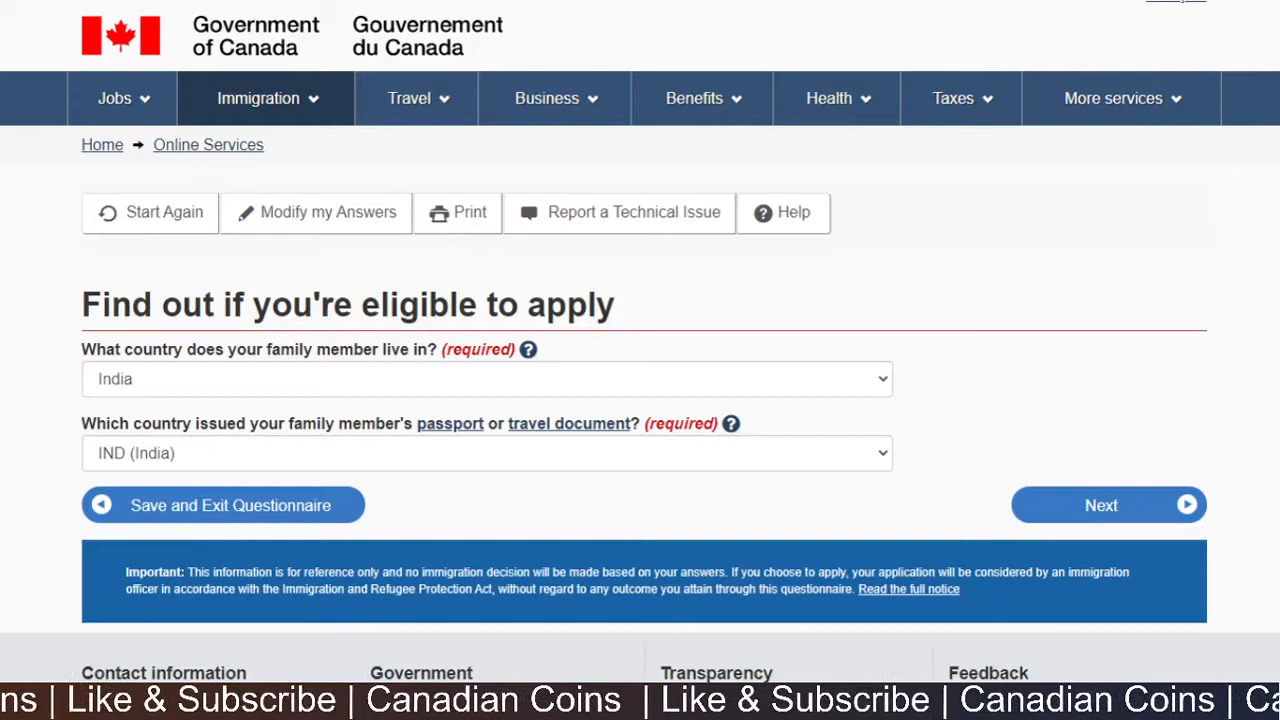 Government of Canada
Gouvernement du Canada
Jobs Immigration Travel Business Benefits Health Taxes More services
Home Online Services
Start Again Modify my Answers Print Report a Technical Issue Help
Find out if you're eligible to apply
What country does your family member live in? (required)
India
Which country issued your family member's passport or travel document? (required)
IND (India)
Save and Exit Questionnaire Next
Important: This information is for reference only and no immigration decision will be made based on your answers. If you choose to apply, your application will be considered by an immigration
officer in accordance with the Immigration and Refugee Protection Act, without regard to any outcome you attain through this questionnaire. Read the full notice
Contact information Government Transparency Feedback
ns | Like & Subscribe | Canadian Coins | Like & Subscribe | Canadian Coins | Ca